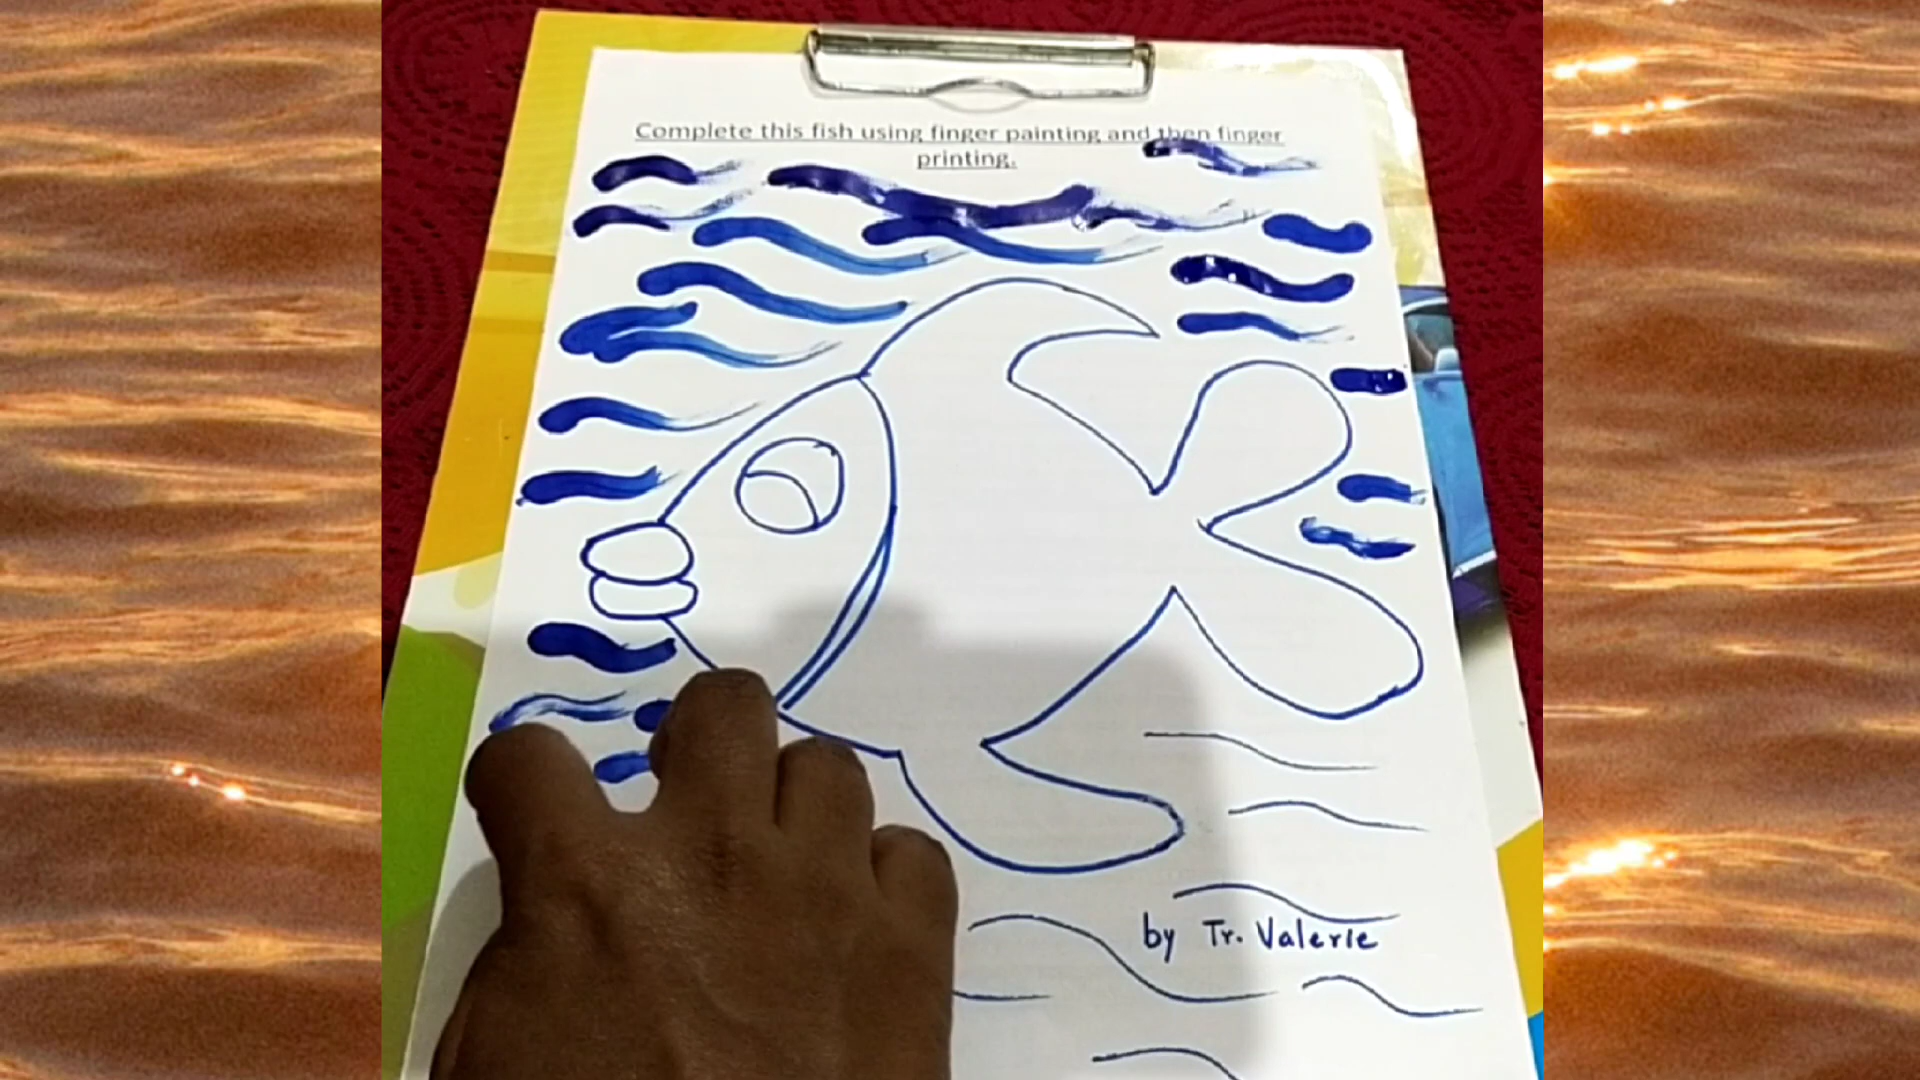 Complete this fish using finger painting and then finger
printing.
by Tr. Valerie